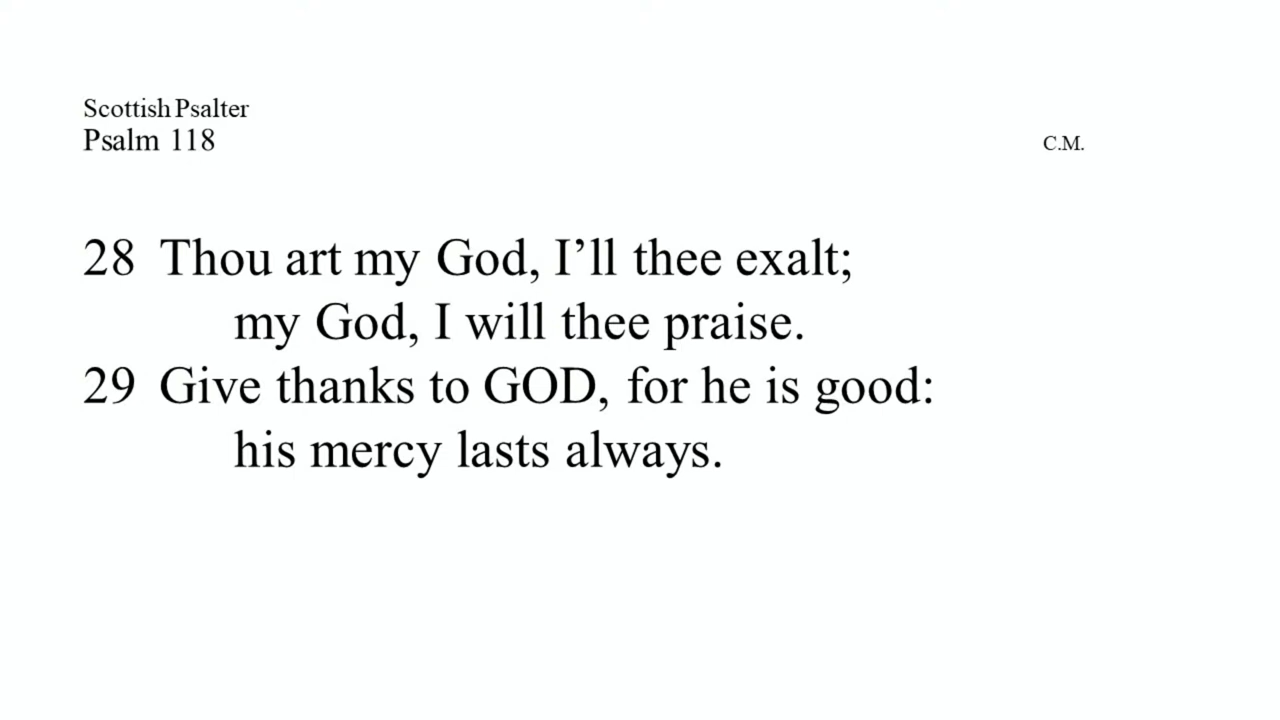 Scottish Psalter
Psalm 118 C.M.
28 Thou art my God, I’ll thee exalt;
my God, I will thee praise.
29 Give thanks to GOD, for he is good:
his mercy lasts always.